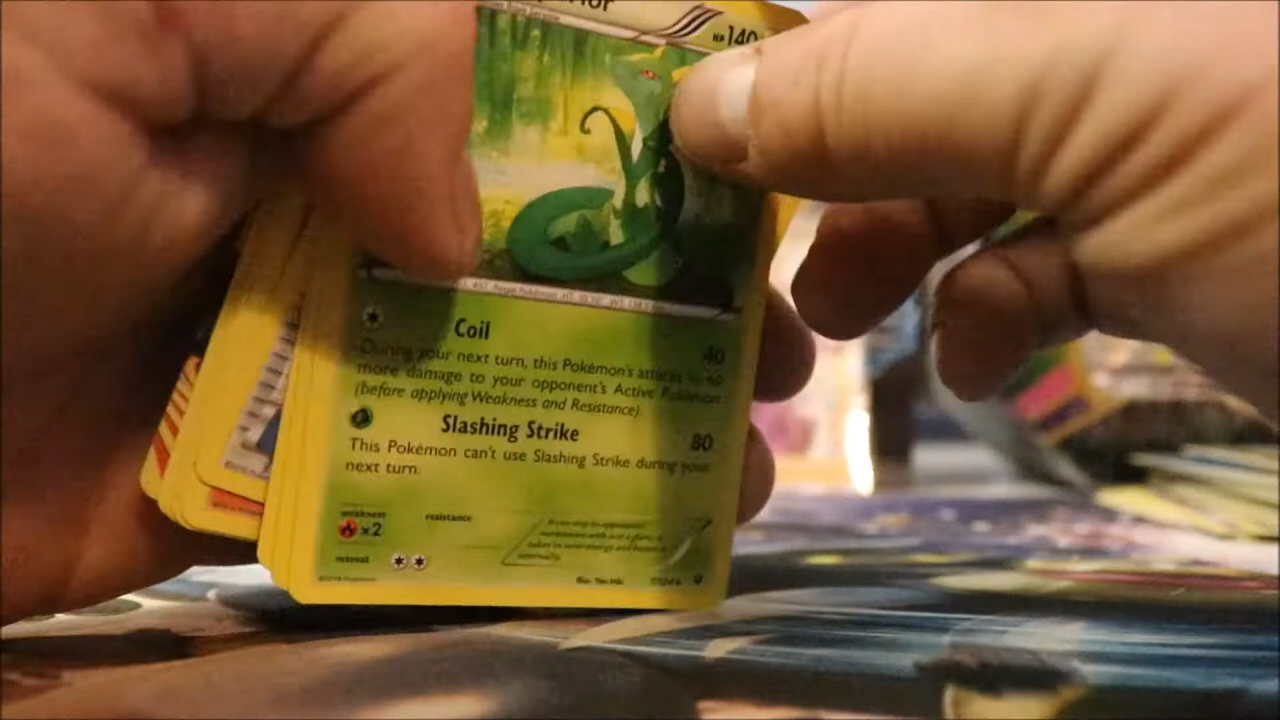 HP 140
Coil
40
During your next turn, this Pokémon's attacks do 60
more damage to your opponent's Active Pokémon
(before applying Weakness and Resistance).
Slashing Strike
80
This Pokémon can't use Slashing Strike during your
next turn.
weakness
resistance
×2
retreat